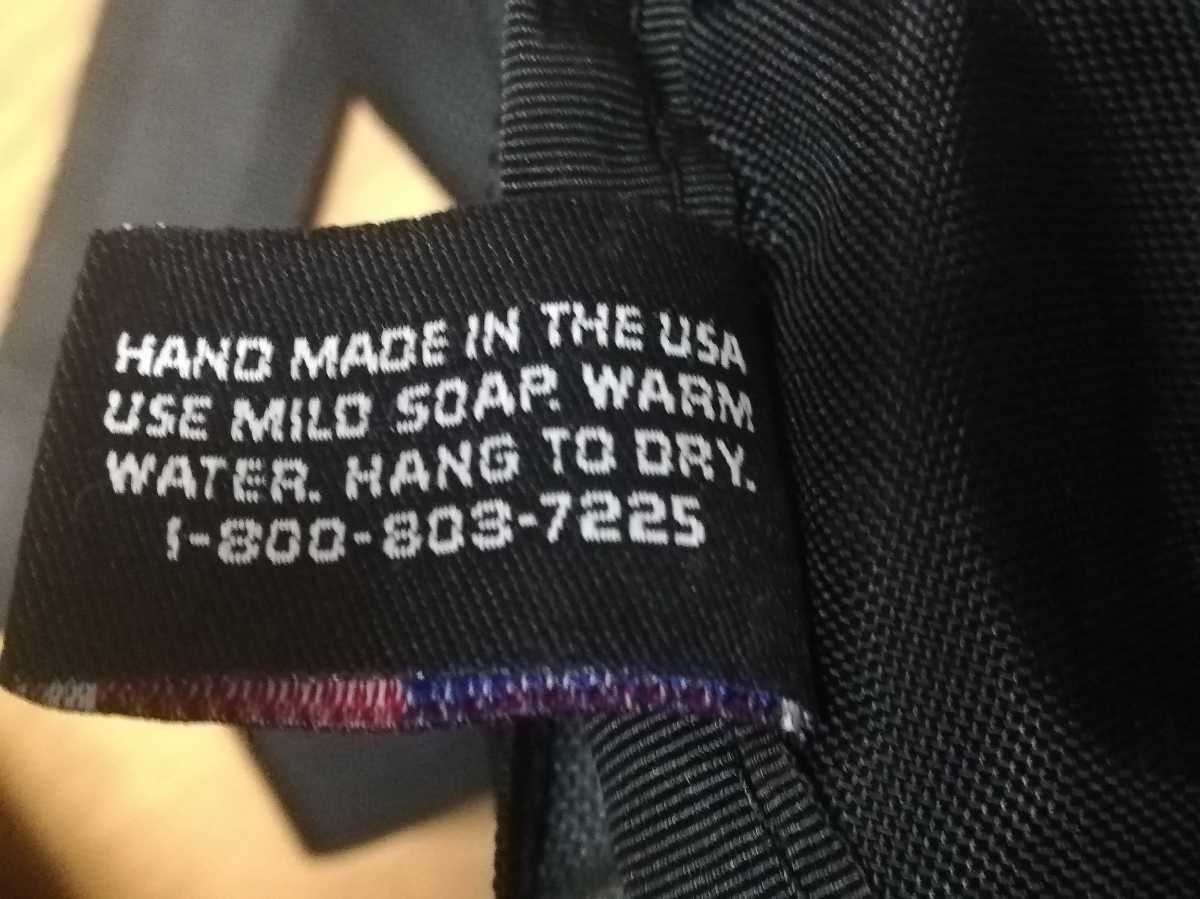 HAND MADE IN THE USA
USE MILD SOAP. WARM
WATER. HANG TO DRY.
1-800-803-7225